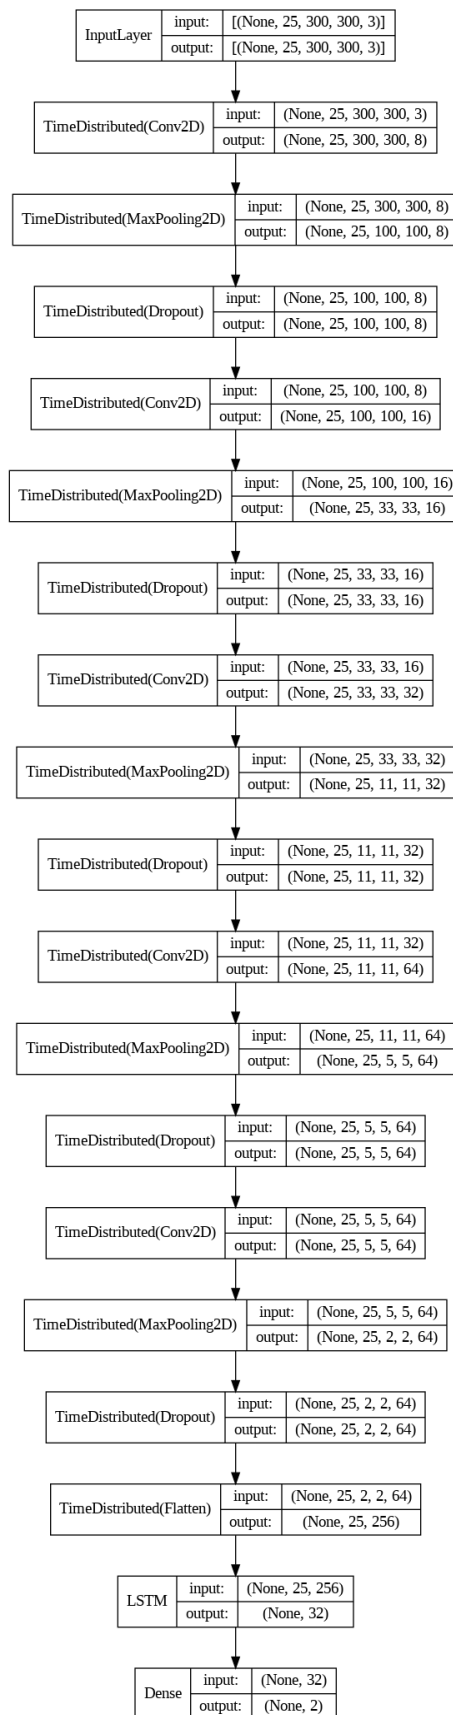 InputLayer input: [(None, 25, 300, 300, 3)]
output: [(None, 25, 300, 300, 3)]
TimeDistributed(Conv2D) input: (None, 25, 300, 300, 3)
output: (None, 25, 300, 300, 8)
TimeDistributed(MaxPooling2D) input: (None, 25, 300, 300, 8)
output: (None, 25, 100, 100, 8)
TimeDistributed(Dropout) input: (None, 25, 100, 100, 8)
output: (None, 25, 100, 100, 8)
TimeDistributed(Conv2D) input: (None, 25, 100, 100, 8)
output: (None, 25, 100, 100, 16)
TimeDistributed(MaxPooling2D) input: (None, 25, 100, 100, 16)
output: (None, 25, 33, 33, 16)
TimeDistributed(Dropout) input: (None, 25, 33, 33, 16)
output: (None, 25, 33, 33, 16)
TimeDistributed(Conv2D) input: (None, 25, 33, 33, 16)
output: (None, 25, 33, 33, 32)
TimeDistributed(MaxPooling2D) input: (None, 25, 33, 33, 32)
output: (None, 25, 11, 11, 32)
TimeDistributed(Dropout) input: (None, 25, 11, 11, 32)
output: (None, 25, 11, 11, 32)
TimeDistributed(Conv2D) input: (None, 25, 11, 11, 32)
output: (None, 25, 11, 11, 64)
TimeDistributed(MaxPooling2D) input: (None, 25, 11, 11, 64)
output: (None, 25, 5, 5, 64)
TimeDistributed(Dropout) input: (None, 25, 5, 5, 64)
output: (None, 25, 5, 5, 64)
TimeDistributed(Conv2D) input: (None, 25, 5, 5, 64)
output: (None, 25, 5, 5, 64)
TimeDistributed(MaxPooling2D) input: (None, 25, 5, 5, 64)
output: (None, 25, 2, 2, 64)
TimeDistributed(Dropout) input: (None, 25, 2, 2, 64)
output: (None, 25, 2, 2, 64)
TimeDistributed(Flatten) input: (None, 25, 2, 2, 64)
output: (None, 25, 256)
LSTM input: (None, 25, 256)
output: (None, 32)
Dense input: (None, 32)
output: (None, 2)